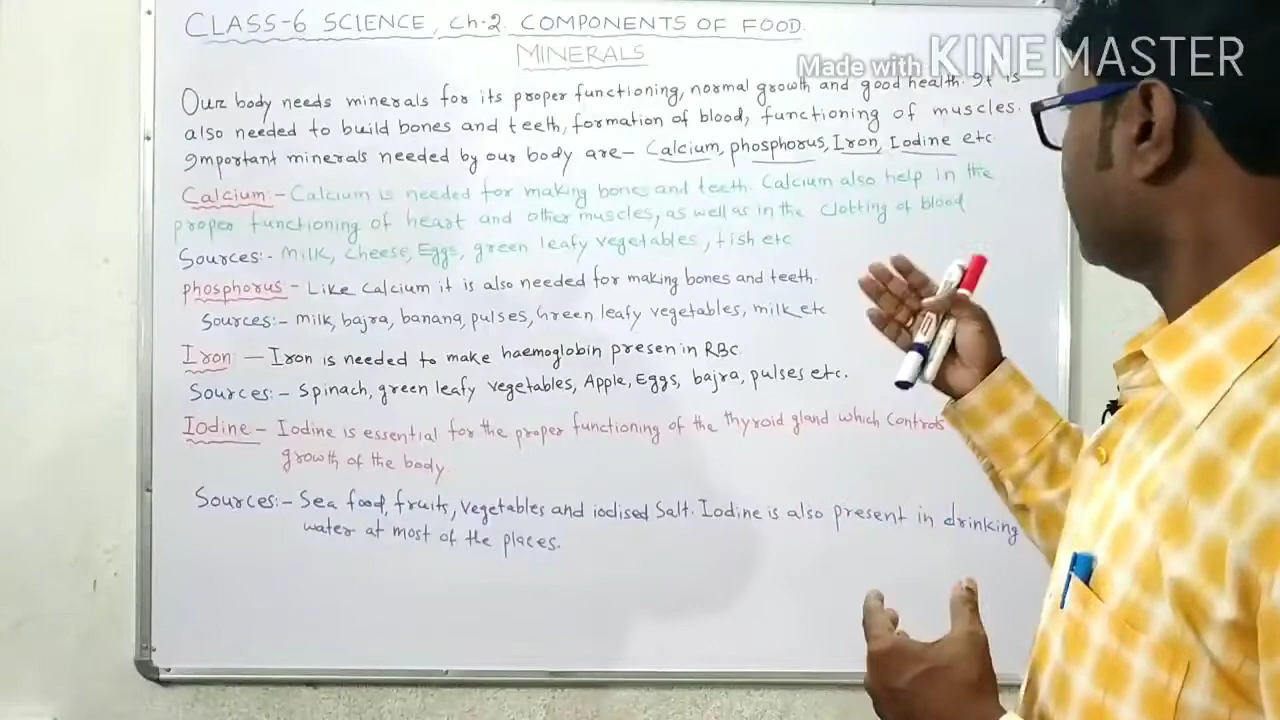 CLASS-6 SCIENCE, Ch-2. COMPONENTS OF FOOD.
MINERALS
Made with KINEMASTER
Our body needs minerals for its proper functioning, normal growth and good health. It is
also needed to build bones and teeth, formation of blood, functioning of muscles.
Important minerals needed by our body are- Calcium, phosphorus, Iron, Iodine etc
Calcium:- Calcium is needed for making bones and teeth. Calcium also help in the
proper functioning of heart and other muscles, as well as in the clotting of blood
Sources:- Milk, cheese, Eggs, green leafy vegetables, fish etc
phosphorus - Like calcium it is also needed for making bones and teeth.
Sources:- milk, bajra, banana, pulses, Green leafy vegetables, milk etc
Iron - Iron is needed to make haemoglobin presen in RBC
Sources:- Spinach, green leafy vegetables, Apple, Eggs, bajra, pulses etc.
Iodine - Iodine is essential for the proper functioning of the thyroid gland which controls
growth of the body.
Sources:- Sea food, fruits, vegetables and iodised Salt. Iodine is also present in drinking
water at most of the places.